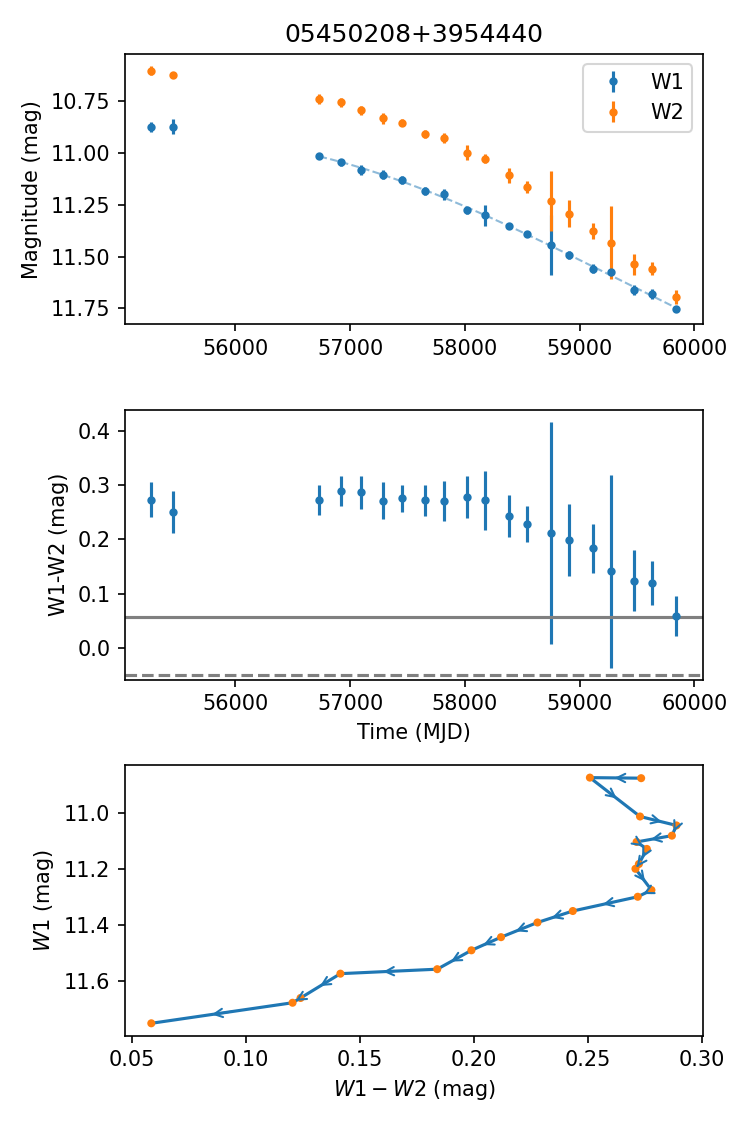 05450208+3954440
Magnitude (mag)
10.75
11.00
11.25
11.50
11.75
W1
W2
56000 57000 58000 59000 60000
W1-W2 (mag)
0.4
0.3
0.2
0.1
0.0
56000 57000 58000 59000 60000
Time (MJD)
W1 (mag)
11.0
11.2
11.4
11.6
0.05 0.10 0.15 0.20 0.25 0.30
W1 − W2 (mag)